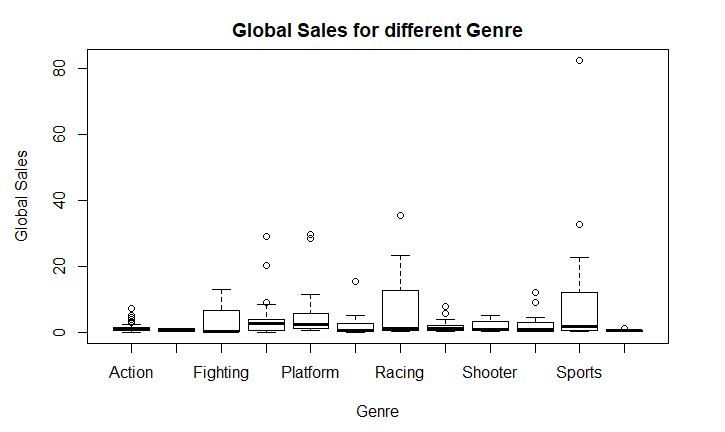 Global Sales for different Genre
Global Sales
80
60
40
20
0
Action Fighting Platform Racing Shooter Sports
Genre